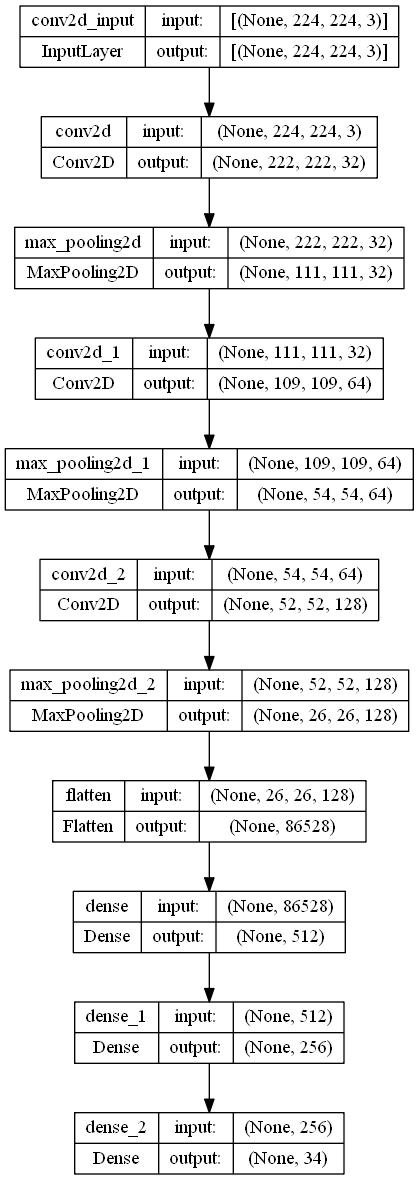 conv2d_input input: [(None, 224, 224, 3)]
InputLayer output: [(None, 224, 224, 3)]
conv2d input: (None, 224, 224, 3)
Conv2D output: (None, 222, 222, 32)
max_pooling2d input: (None, 222, 222, 32)
MaxPooling2D output: (None, 111, 111, 32)
conv2d_1 input: (None, 111, 111, 32)
Conv2D output: (None, 109, 109, 64)
max_pooling2d_1 input: (None, 109, 109, 64)
MaxPooling2D output: (None, 54, 54, 64)
conv2d_2 input: (None, 54, 54, 64)
Conv2D output: (None, 52, 52, 128)
max_pooling2d_2 input: (None, 52, 52, 128)
MaxPooling2D output: (None, 26, 26, 128)
flatten input: (None, 26, 26, 128)
Flatten output: (None, 86528)
dense input: (None, 86528)
Dense output: (None, 512)
dense_1 input: (None, 512)
Dense output: (None, 256)
dense_2 input: (None, 256)
Dense output: (None, 34)